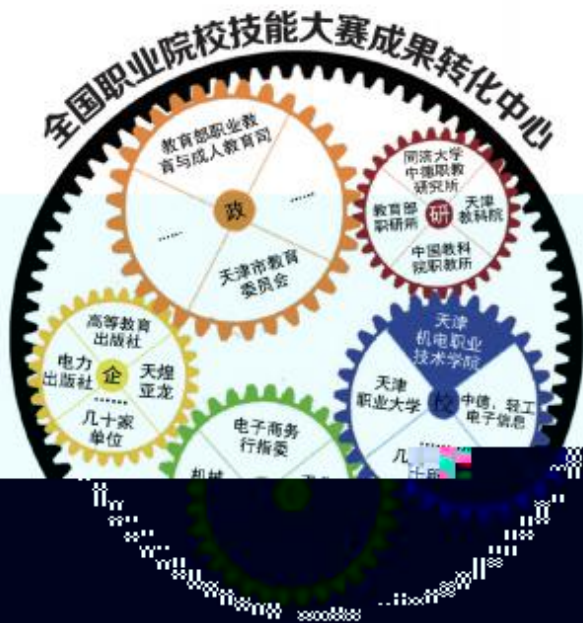 全国职业院校技能大赛成果转化中心
教育部职业教
育与成人教育司
......
政
......
天津市教育
委员会
同济大学
中德职教
研究所
教育部
职研所
研
天津
教科院
中国教科
院职教所
高等教育
出版社
电力
出版社
企
天煌
亚龙
......
几十家
单位
天津
机电职业
技术学院
天津
职业大学
校
中德，轻工
电子信息
......
电子商务
行指委
机械